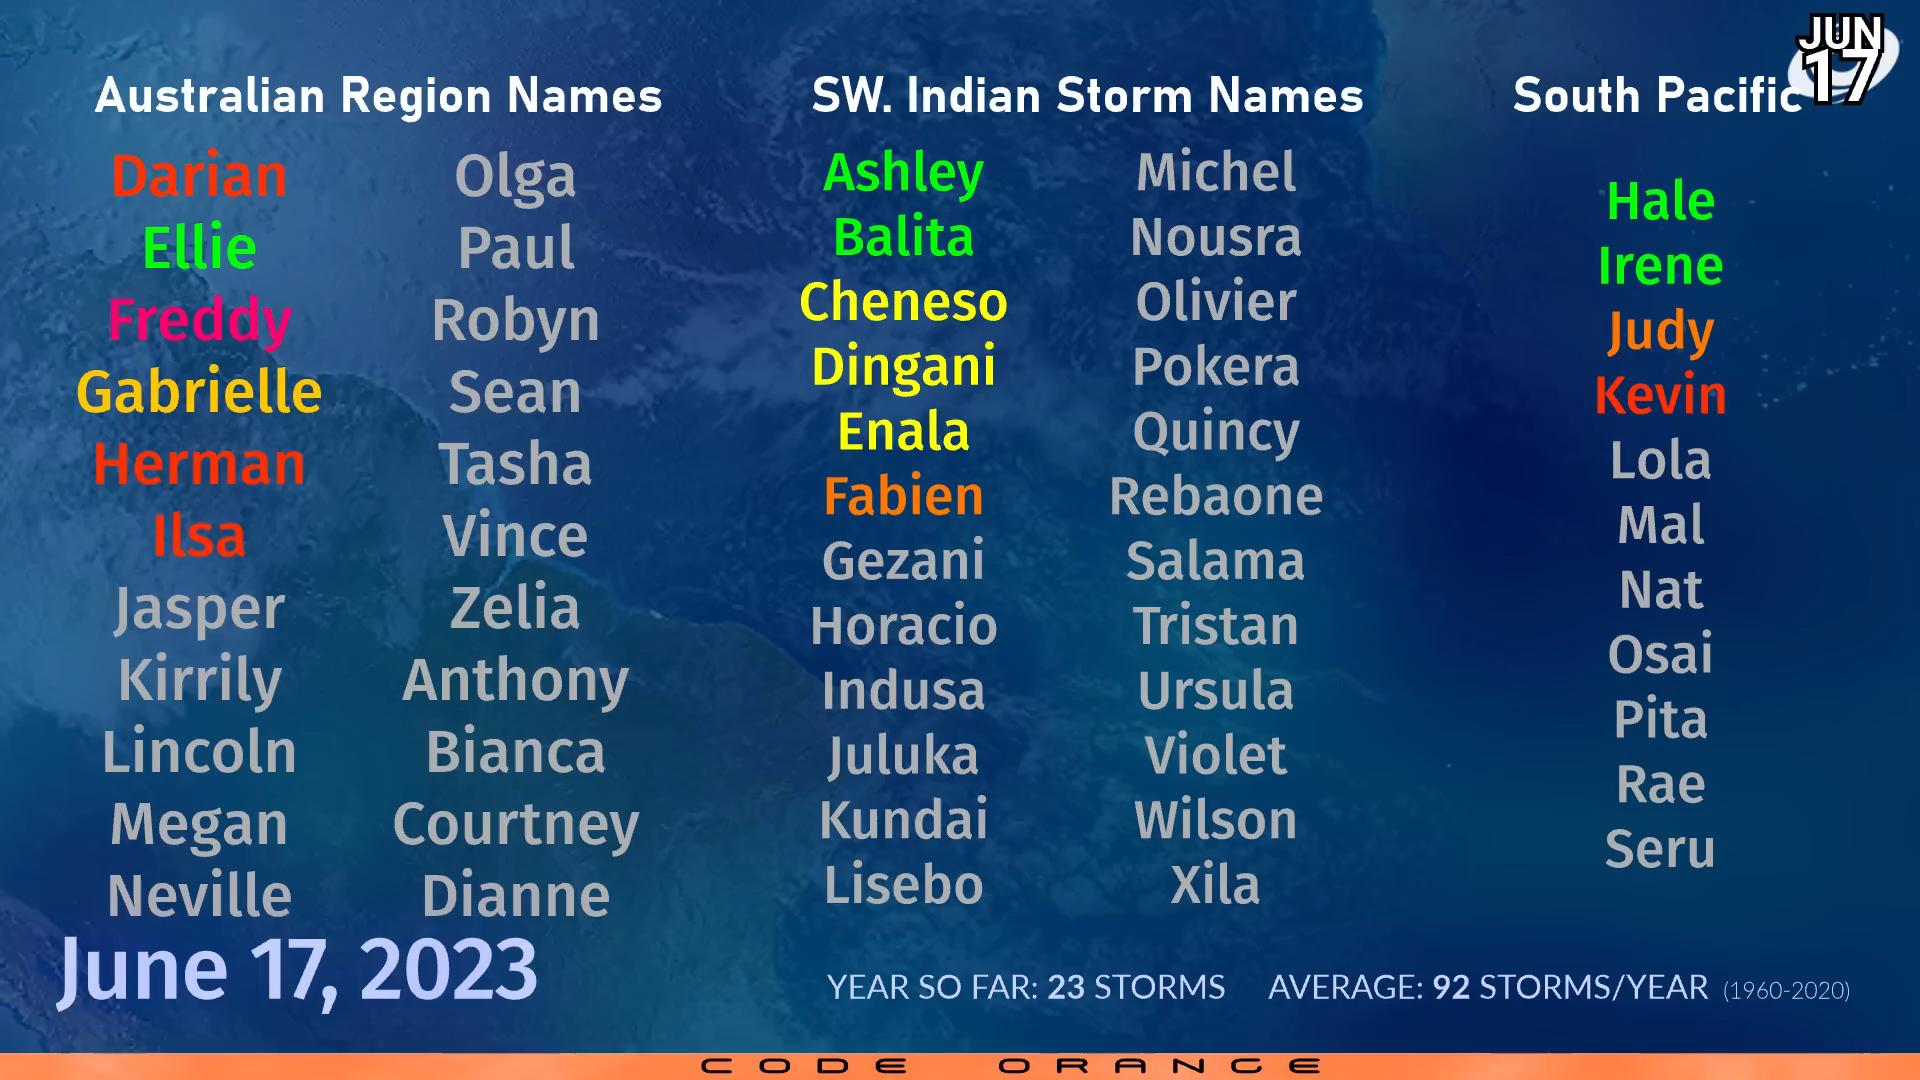 JUN
17
Australian Region Names
Darian
Ellie
Freddy
Gabrielle
Herman
Ilsa
Jasper
Kirrily
Lincoln
Megan
Neville
Olga
Paul
Robyn
Sean
Tasha
Vince
Zelia
Anthony
Bianca
Courtney
Dianne
SW. Indian Storm Names
Ashley
Balita
Cheneso
Dingani
Enala
Fabien
Gezani
Horacio
Indusa
Juluka
Kundai
Lisebo
Michel
Nousra
Olivier
Pokera
Quincy
Rebaone
Salama
Tristan
Ursula
Violet
Wilson
Xila
South Pacific
Hale
Irene
Judy
Kevin
Lola
Mal
Nat
Osai
Pita
Rae
Seru
June 17, 2023
YEAR SO FAR: 23 STORMS AVERAGE: 92 STORMS/YEAR (1960-2020)
CODE ORANGE